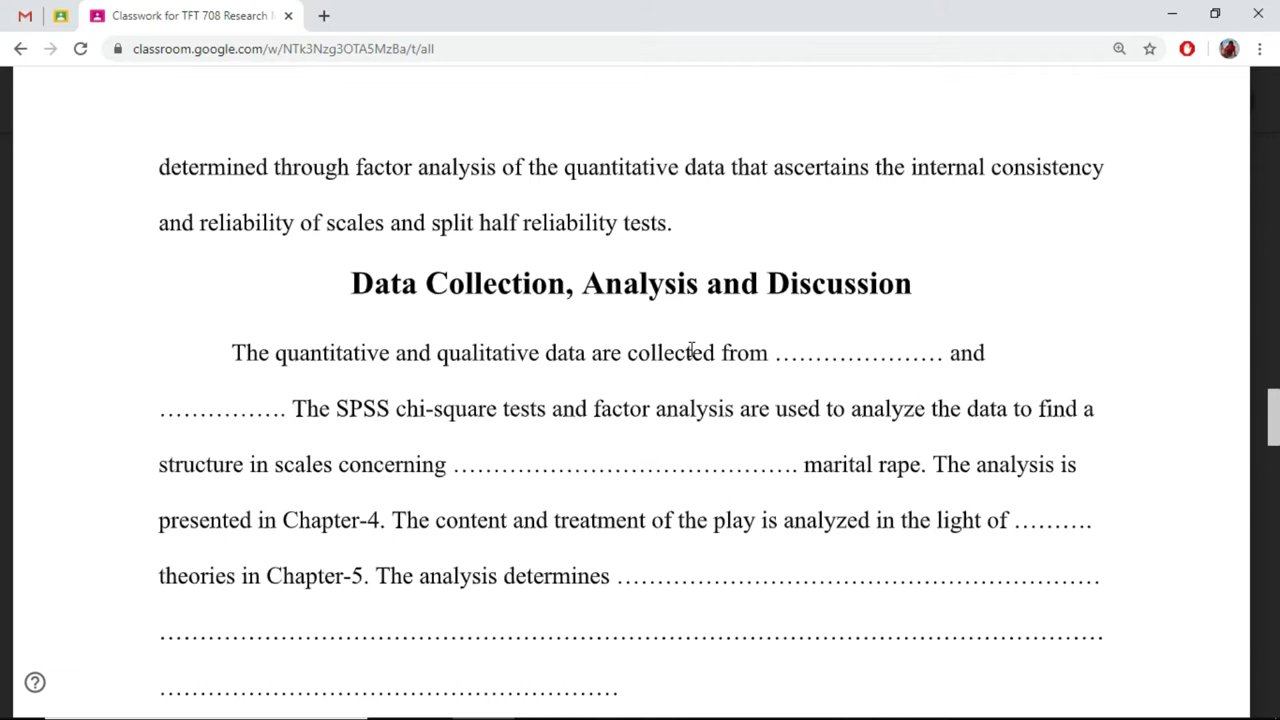 Classwork for TFT 708 Research M
classroom.google.com/w/NTk3Nzg3OTA5MzBa/t/all
determined through factor analysis of the quantitative data that ascertains the internal consistency
and reliability of scales and split half reliability tests.
Data Collection, Analysis and Discussion
The quantitative and qualitative data are collected from ………………… and
……………. The SPSS chi-square tests and factor analysis are used to analyze the data to find a
structure in scales concerning ……………………………………. marital rape. The analysis is
presented in Chapter-4. The content and treatment of the play is analyzed in the light of ……….
theories in Chapter-5. The analysis determines ……………………………………………………
………………………………………………………………………………………………………
…………………………………………………